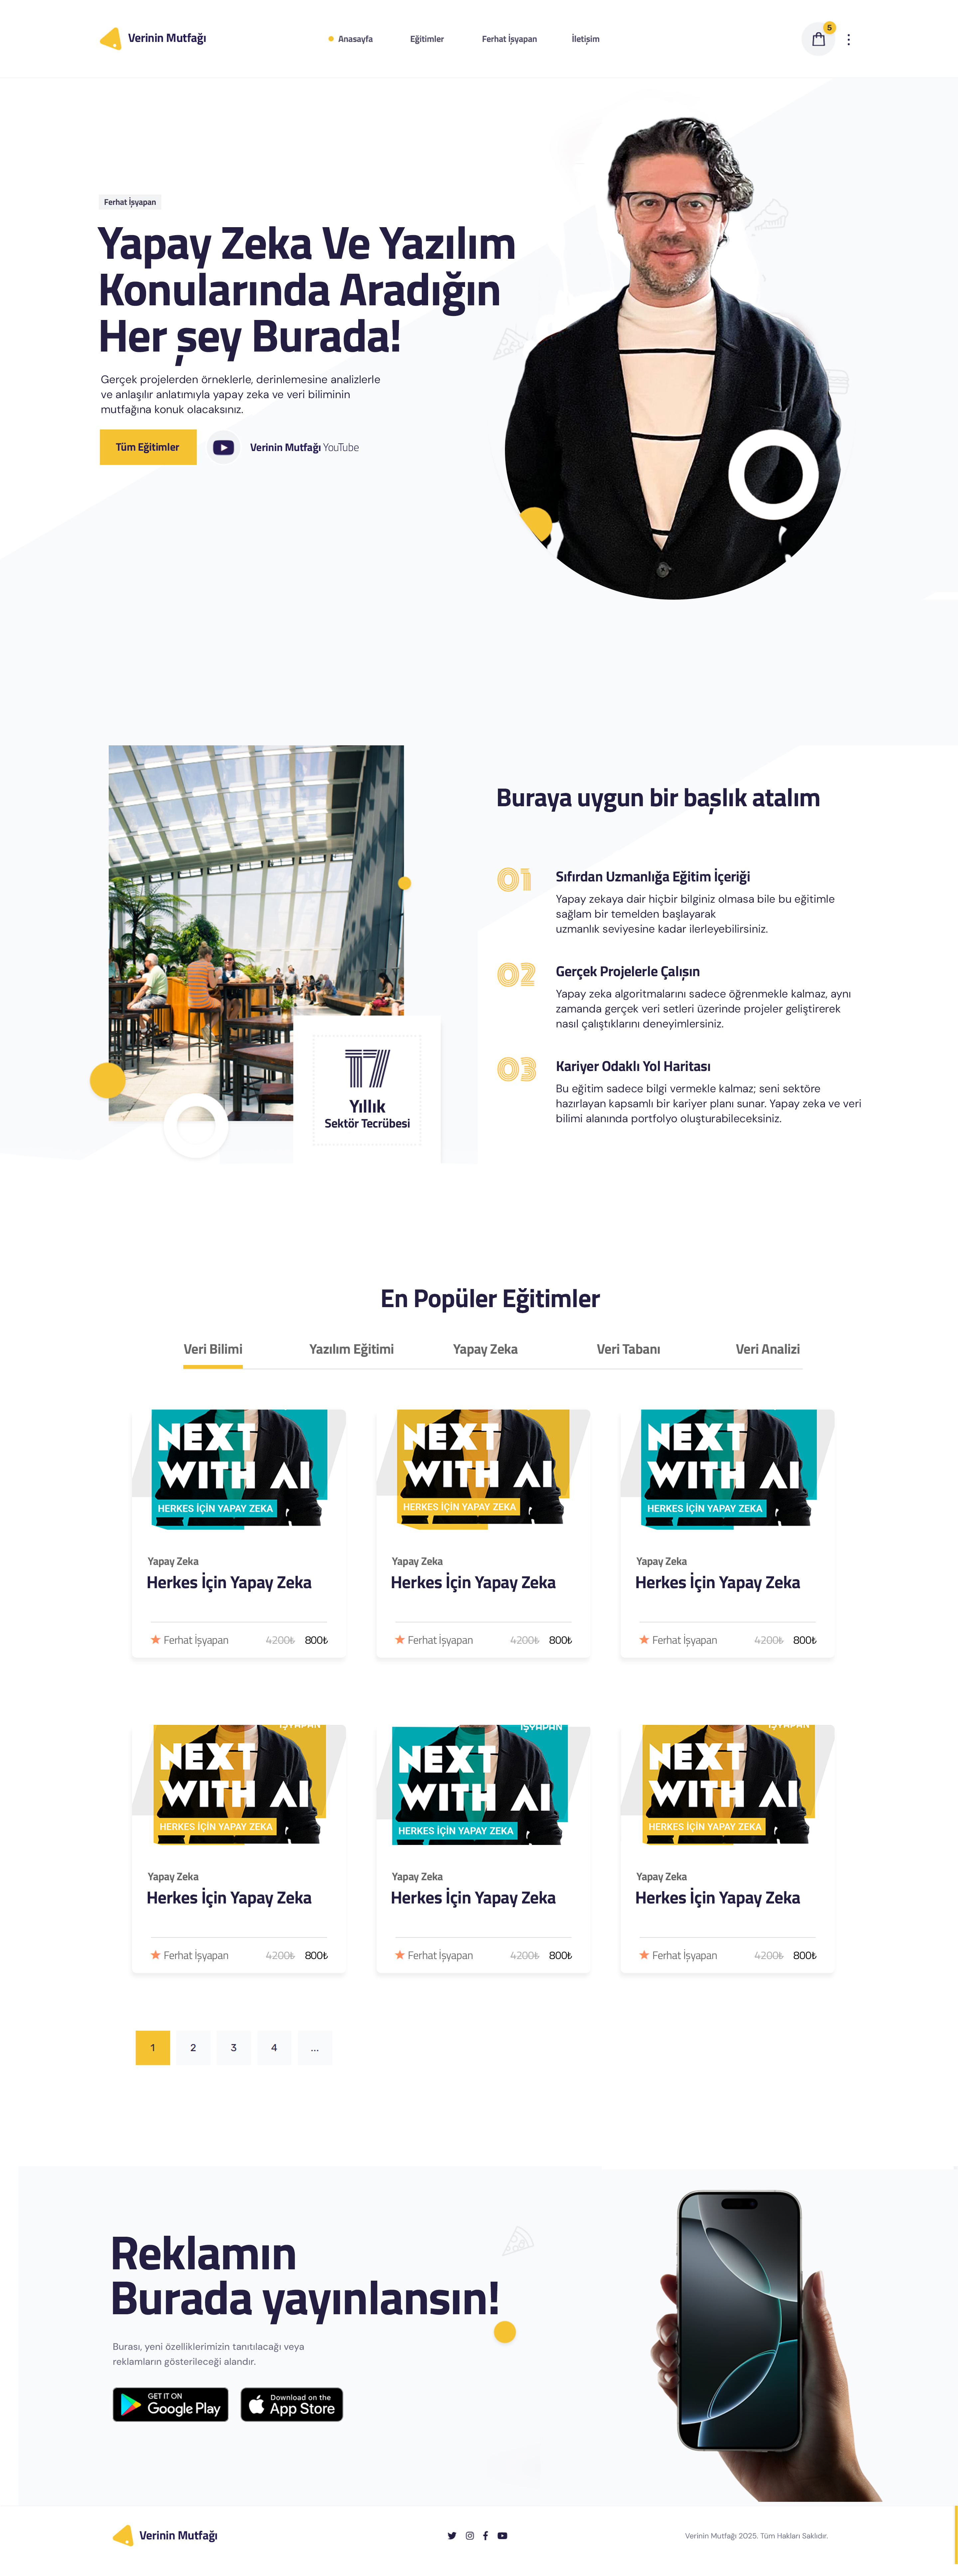 Verinin Mutfağı
Anasayfa
Eğitimler
Ferhat İşyapan
İletişim
5
Ferhat İşyapan
Yapay Zeka Ve Yazılım
Konularında Aradığın
Her şey Burada!
Gerçek projelerden örneklerle, derinlemesine analizlerle
ve anlaşılır anlatımıyla yapay zeka ve veri biliminin
mutfağına konuk olacaksınız.
Tüm Eğitimler
Verinin Mutfağı YouTube
Buraya uygun bir başlık atalım
01
Sıfırdan Uzmanlığa Eğitim İçeriği
Yapay zekaya dair hiçbir bilginiz olmasa bile bu eğitimle
sağlam bir temelden başlayarak
uzmanlık seviyesine kadar ilerleyebilirsiniz.
02
Gerçek Projelerle Çalışın
Yapay zeka algoritmalarını sadece öğrenmekle kalmaz, aynı
zamanda gerçek veri setleri üzerinde projeler geliştirerek
nasıl çalıştıklarını deneyimlersiniz.
03
Kariyer Odaklı Yol Haritası
Bu eğitim sadece bilgi vermekle kalmaz; seni sektöre
hazırlayan kapsamlı bir kariyer planı sunar. Yapay zeka ve veri
bilimi alanında portfolyo oluşturabileceksiniz.
17
Yıllık
Sektör Tecrübesi
En Popüler Eğitimler
Veri Bilimi
Yazılım Eğitimi
Yapay Zeka
Veri Tabanı
Veri Analizi
NEXT
WITH AI
HERKES İÇİN YAPAY ZEKA
Yapay Zeka
Herkes İçin Yapay Zeka
Ferhat İşyapan
4200₺
800₺
NEXT
WITH AI
HERKES İÇİN YAPAY ZEKA
Yapay Zeka
Herkes İçin Yapay Zeka
Ferhat İşyapan
4200₺
800₺
NEXT
WITH AI
HERKES İÇİN YAPAY ZEKA
Yapay Zeka
Herkes İçin Yapay Zeka
Ferhat İşyapan
4200₺
800₺
İŞYAPAN
NEXT
WITH AI
HERKES İÇİN YAPAY ZEKA
Yapay Zeka
Herkes İçin Yapay Zeka
Ferhat İşyapan
4200₺
800₺
İŞYAPAN
NEXT
WITH AI
HERKES İÇİN YAPAY ZEKA
Yapay Zeka
Herkes İçin Yapay Zeka
Ferhat İşyapan
4200₺
800₺
İŞYAPAN
NEXT
WITH AI
HERKES İÇİN YAPAY ZEKA
Yapay Zeka
Herkes İçin Yapay Zeka
Ferhat İşyapan
4200₺
800₺
1
2
3
4
...
Reklamın
Burada yayınlansın!
Burası, yeni özelliklerimizin tanıtılacağı veya
reklamların gösterileceği alandır.
GET IT ON
Google Play
Download on the
App Store
Verinin Mutfağı
Verinin Mutfağı 2025. Tüm Hakları Saklıdır.